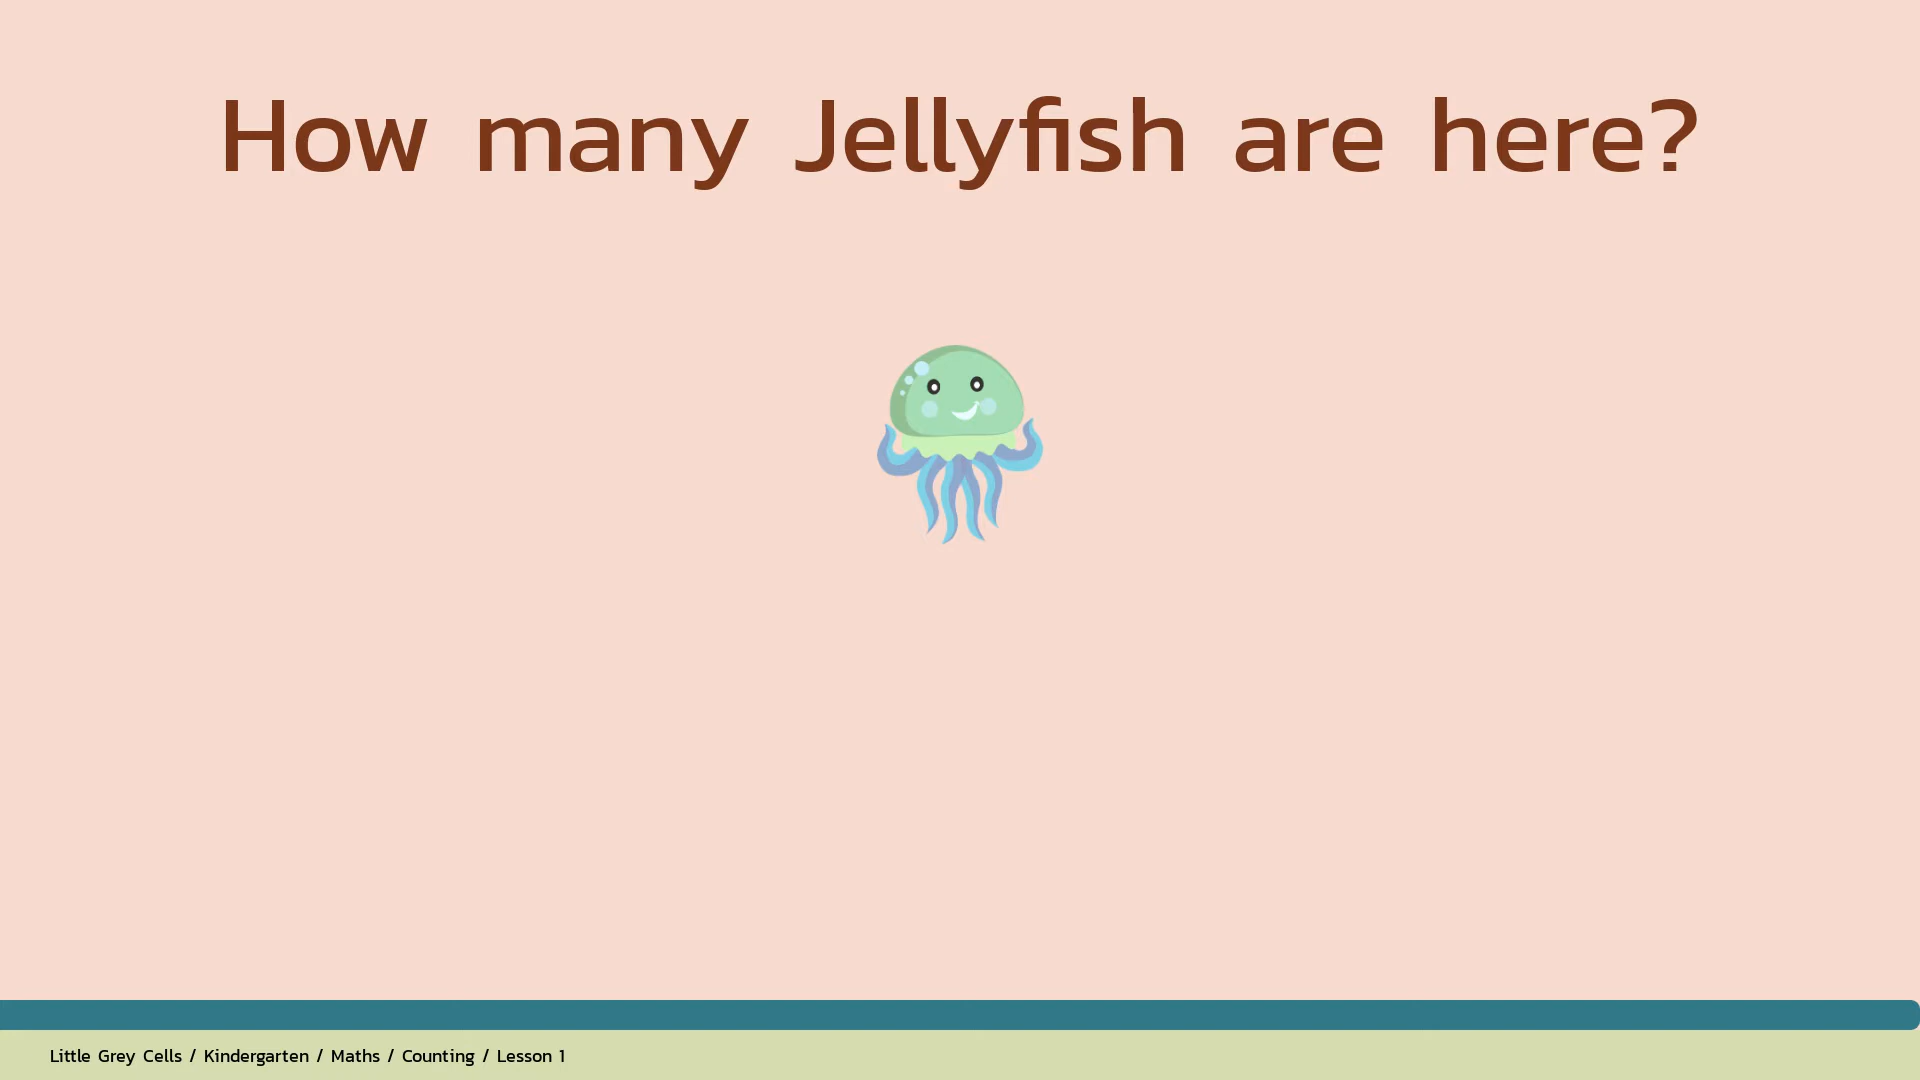 How many Jellyfish are here?
Little Grey Cells / Kindergarten / Maths / Counting / Lesson 1